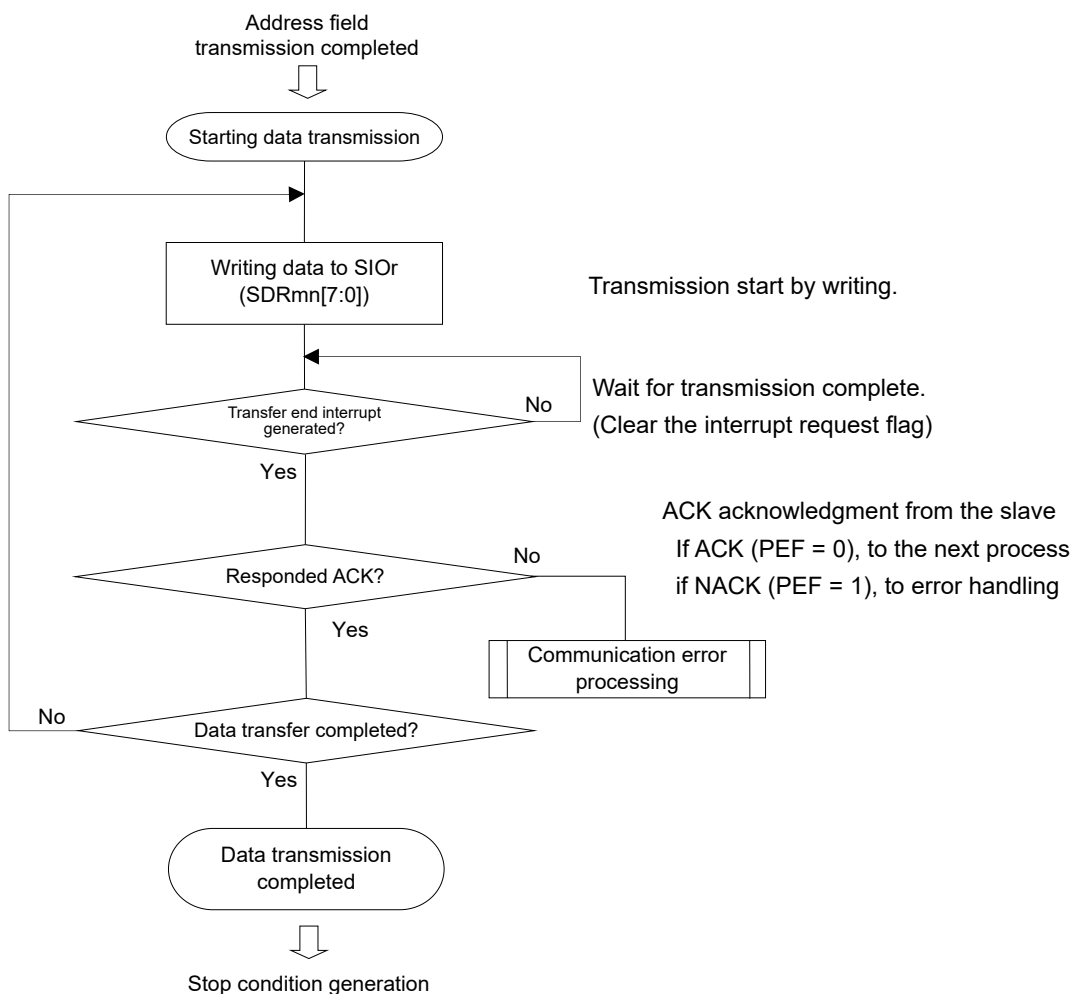 Address field
transmission completed
Starting data transmission
Writing data to SIOr
(SDRmn[7:0])
Transmission start by writing.
Transfer end interrupt
generated?
No
Wait for transmission complete.
(Clear the interrupt request flag)
Yes
ACK acknowledgment from the slave
If ACK (PEF = 0), to the next process
if NACK (PEF = 1), to error handling
Responded ACK?
No
Yes
Communication error
processing
No
Data transfer completed?
Yes
Data transmission
completed
Stop condition generation